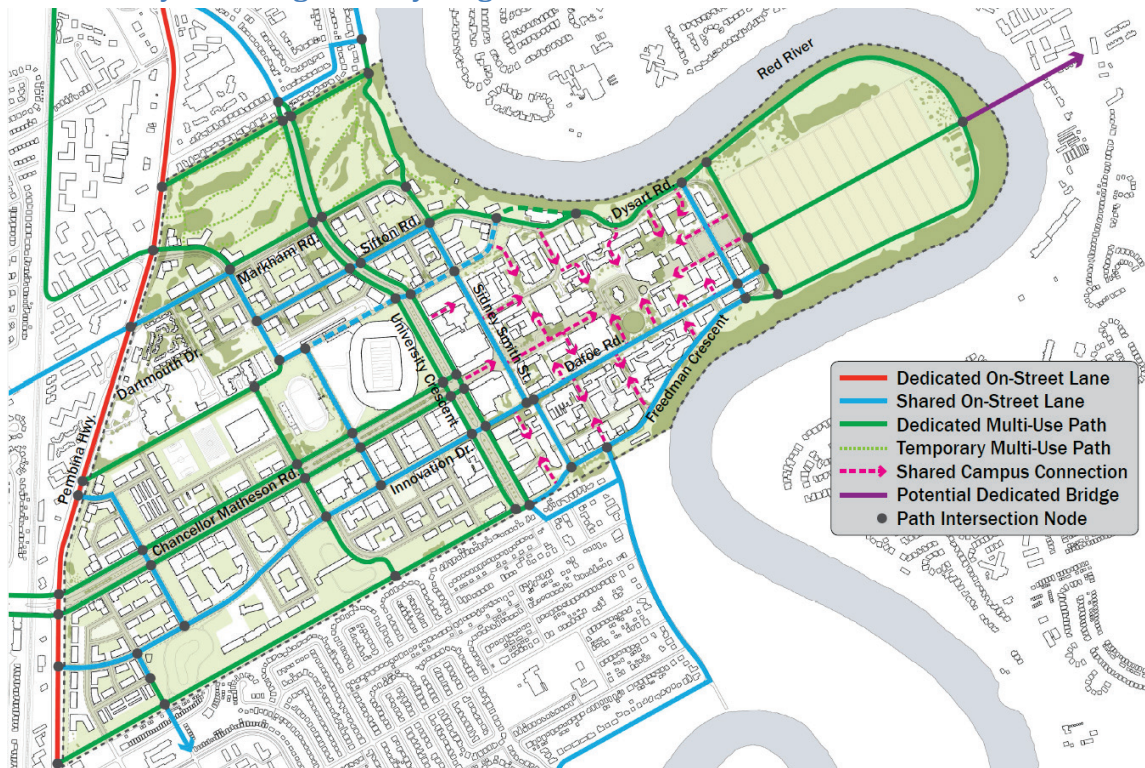 Red River
Dysart Rd.
Markham Rd.
Sifton Rd.
Sidney Smith St.
University Crescent
Dafoe Rd.
Freedman Crescent
Dartmouth Dr.
Pembina Hwy.
Innovation Dr.
Chancellor Matheson Rd.
Dedicated On-Street Lane
Shared On-Street Lane
Dedicated Multi-Use Path
Temporary Multi-Use Path
Shared Campus Connection
Potential Dedicated Bridge
Path Intersection Node